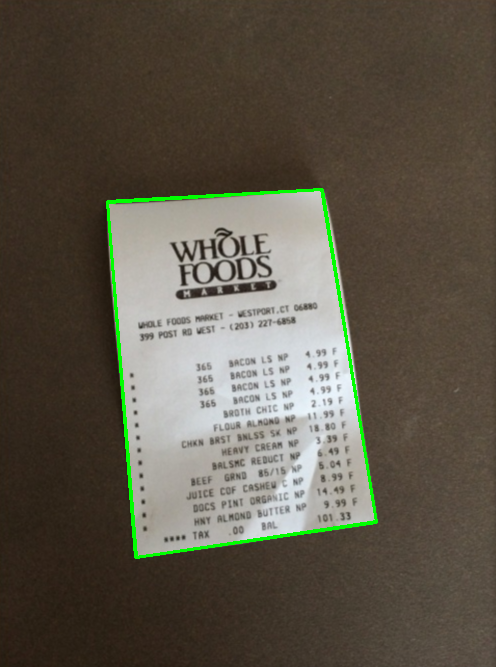 WHOLE
FOODS
MARKET
WHOLE FOODS MARKET - WESTPORT,CT 06880
399 POST RD WEST - (203) 227-6858
365 BACON LS NP 4.99 F
365 BACON LS NP 4.99 F
365 BACON LS NP 4.99 F
365 BACON LS NP 4.99 F
BROTH CHIC NP 2.19 F
FLOUR ALMOND NP 11.99 F
CHKN BRST BNLSS SK NP 18.80 F
HEAVY CREAM NP 3.39 F
BALSMC REDUCT NP 6.49 F
BEEF GRND 85/15 NP 5.04 F
JUICE COF CASHEW C NP 8.99 F
DOCS PINT ORGANIC NP 14.49 F
HNY ALMOND BUTTER NP 9.99 F
**** TAX .00 BAL 101.33